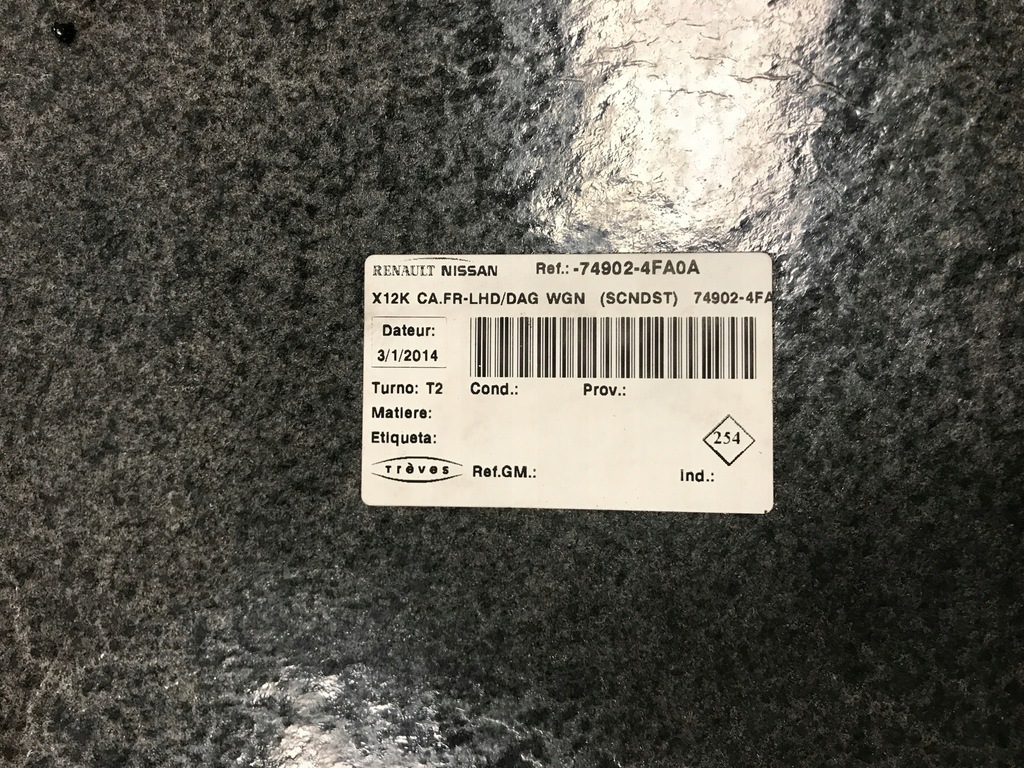 RENAULT NISSAN Ref.: -74902-4FA0A
X12K CA.FR-LHD/DAG WGN (SCNDST) 74902-4FA
Dateur:
3/1/2014
Turno: T2 Cond.: Prov.:
Matiere:
Etiqueta:
254
Trèves Ref.GM.: Ind.: